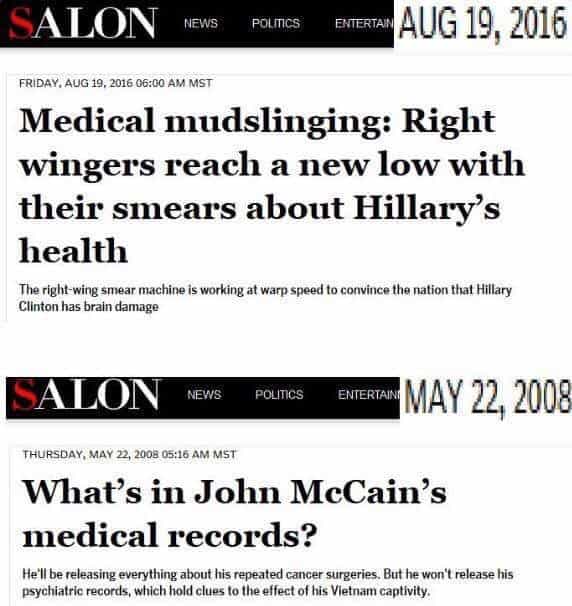 SALON NEWS POLITICS ENTERTAIN AUG 19, 2016
FRIDAY, AUG 19, 2016 06:00 AM MST
Medical mudslinging: Right
wingers reach a new low with
their smears about Hillary's
health
The right-wing smear machine is working at warp speed to convince the nation that Hillary
Clinton has brain damage
SALON NEWS POLITICS ENTERTAIN MAY 22, 2008
THURSDAY, MAY 22, 2008 05:16 AM MST
What's in John McCain's
medical records?
He'll be releasing everything about his repeated cancer surgeries. But he won't release his
psychiatric records, which hold clues to the effect of his Vietnam captivity.